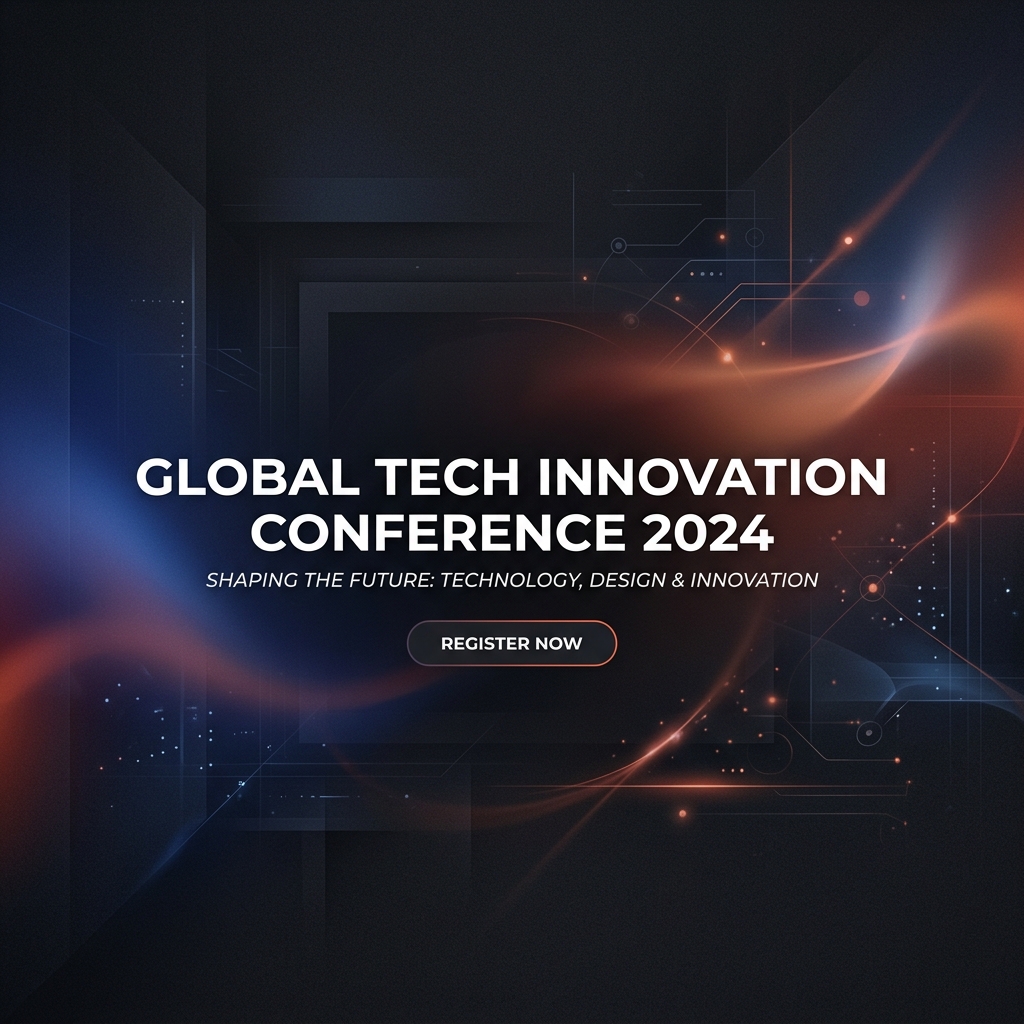 GLOBAL TECH INNOVATION
CONFERENCE 2024
SHAPING THE FUTURE: TECHNOLOGY, DESIGN & INNOVATION
REGISTER NOW